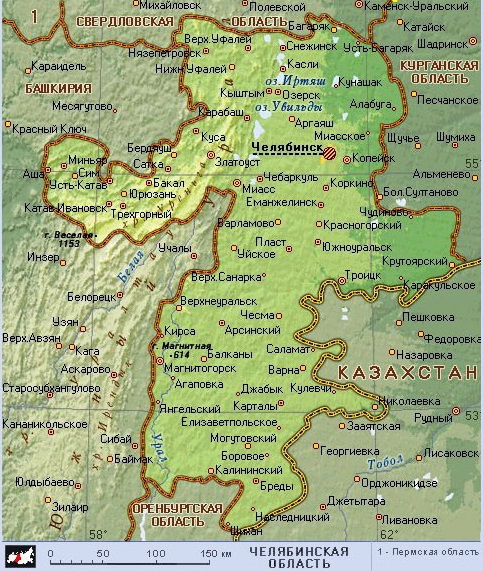 Михайловск
Полевской
Каменск-Уральский
1
СВЕРДЛОВСКАЯ
ОБЛАСТЬ
Багаряк
Катайск
Верх.Уфалей
Снежинск
Усть-Багаряк
Шадринск
Нязепетровск
Касли
КУРГАНСКАЯ
ОБЛАСТЬ
Караидель
Нижн.Уфалей
оз.Иртяш
Кунашак
БАШКИРИЯ
Кыштым
Озерск
Песчанское
Месягутово
оз.Увильды
Алабуга
Карабаш
Аргаяш
Красный Ключ
Куса
Миасское
Щучье
Шумиха
Бердяуш
Челябинск
Миньяр
Сатка
Златоуст
Копейск
55°
Аша
Сим
Усть-Катав
Бакал
Чебаркуль
Альменево
Юрюзань
Миасс
Коркино
Бол.Султаново
Катав Ивановск
Еманжелинск
Трехгорный
Чудиново
Варламово
Красногорский
г. Веселая
1153
Учалы
Пласт
Южноуральск
Инзер
Уйское
Крутоярский
Белая
Верх.Санарка
Троицк
Каракульское
Белорецк
Верхнеуральск
Узян
Чесма
Пешковка
Верх.Авзян
Кирса
Арсинский
Федоровка
Кага
г. Магнитная
614
Саламат
Назаровка
Аскарово
Балканы
Магнитогорск
Варна
КАЗАХСТАН
Старосубхангулово
Агаповка
Джабык
Кулевчи
Янгельский
Карталы
Николаевка
53°
Рудный
Кананикольское
Елизаветпольское
Зааятская
Сибай
Урал
Могутовский
Баймак
Боровое
Георгиевка
Лисаковск
Тобол
Калининский
Юлдыбаево
Бреды
Орджоникидзе
Зилаир
ОРЕНБУРГСКАЯ
ОБЛАСТЬ
Джетыгара
Наследницкий
Ливановка
Шильман
58°
62°
0 50 100 150 км
ЧЕЛЯБИНСКАЯ
ОБЛАСТЬ
1 - Пермская область